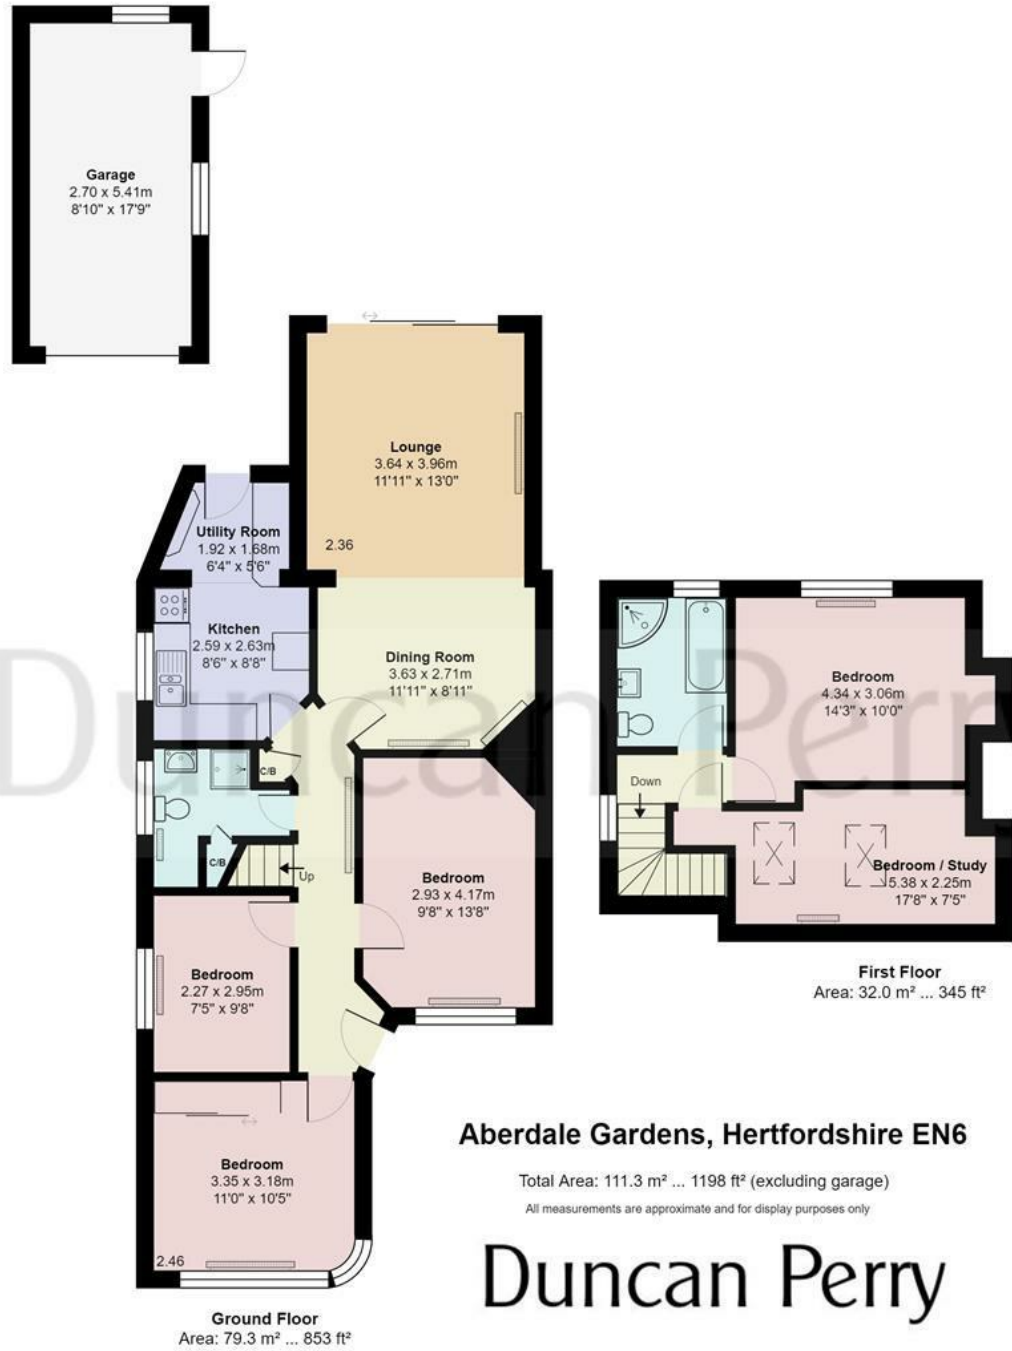 Garage
2.70 x 5.41m
8'10" x 17'9"
Lounge
3.64 x 3.96m
11'11" x 13'0"
2.36
Utility Room
1.92 x 1.68m
6'4" x 5'6"
Kitchen
2.59 x 2.63m
8'6" x 8'8"
Dining Room
3.63 x 2.71m
11'11" x 8'11"
Duncan Perry
C/B
C/B
Up
Bedroom
2.93 x 4.17m
9'8" x 13'8"
Bedroom
2.27 x 2.95m
7'5" x 9'8"
Bedroom
3.35 x 3.18m
11'0" x 10'5"
2.46
Ground Floor
Area: 79.3 m² ... 853 ft²
Bedroom
4.34 x 3.06m
14'3" x 10'0"
Down
Bedroom / Study
5.38 x 2.25m
17'8" x 7'5"
First Floor
Area: 32.0 m² ... 345 ft²
Aberdale Gardens, Hertfordshire EN6
Total Area: 111.3 m² ... 1198 ft² (excluding garage)
All measurements are approximate and for display purposes only
Duncan Perry